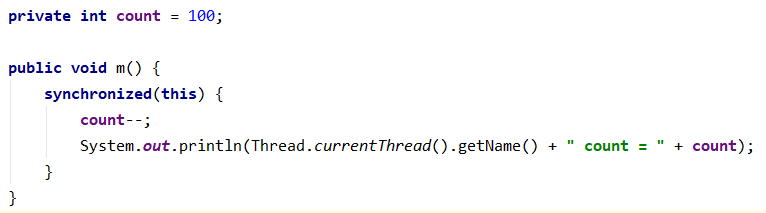 private int count = 100;
public void m() {
synchronized(this) {
count--;
System.out.println(Thread.currentThread().getName() + " count = " + count);
}
}